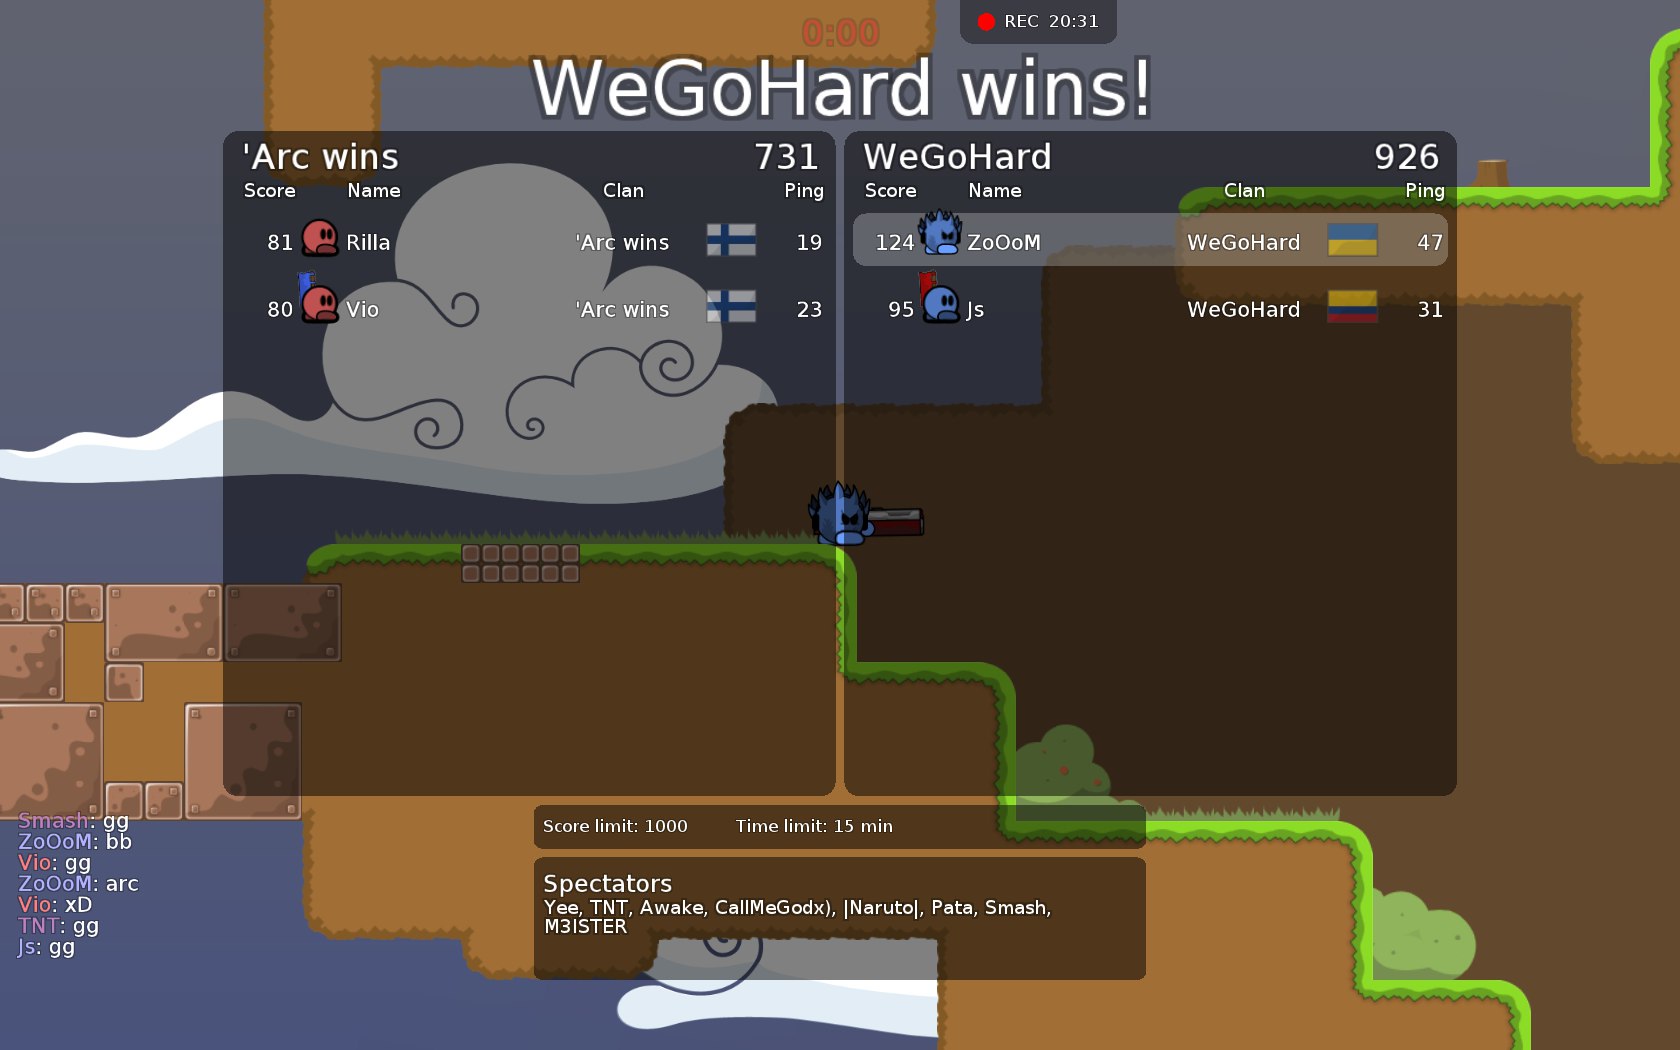 0:00
REC 20:31
WeGoHard wins!
'Arc wins 731
Score Name Clan Ping
81 Rilla 'Arc wins 19
80 Vio 'Arc wins 23
WeGoHard 926
Score Name Clan Ping
124 ZoOoM WeGoHard 47
95 Js WeGoHard 31
Smash: gg
ZoOoM: bb
Vio: gg
ZoOoM: arc
Vio: xD
TNT: gg
Js: gg
Score limit: 1000 Time limit: 15 min
Spectators
Yee, TNT, Awake, CallMeGodx), |Naruto|, Pata, Smash,
M3ISTER